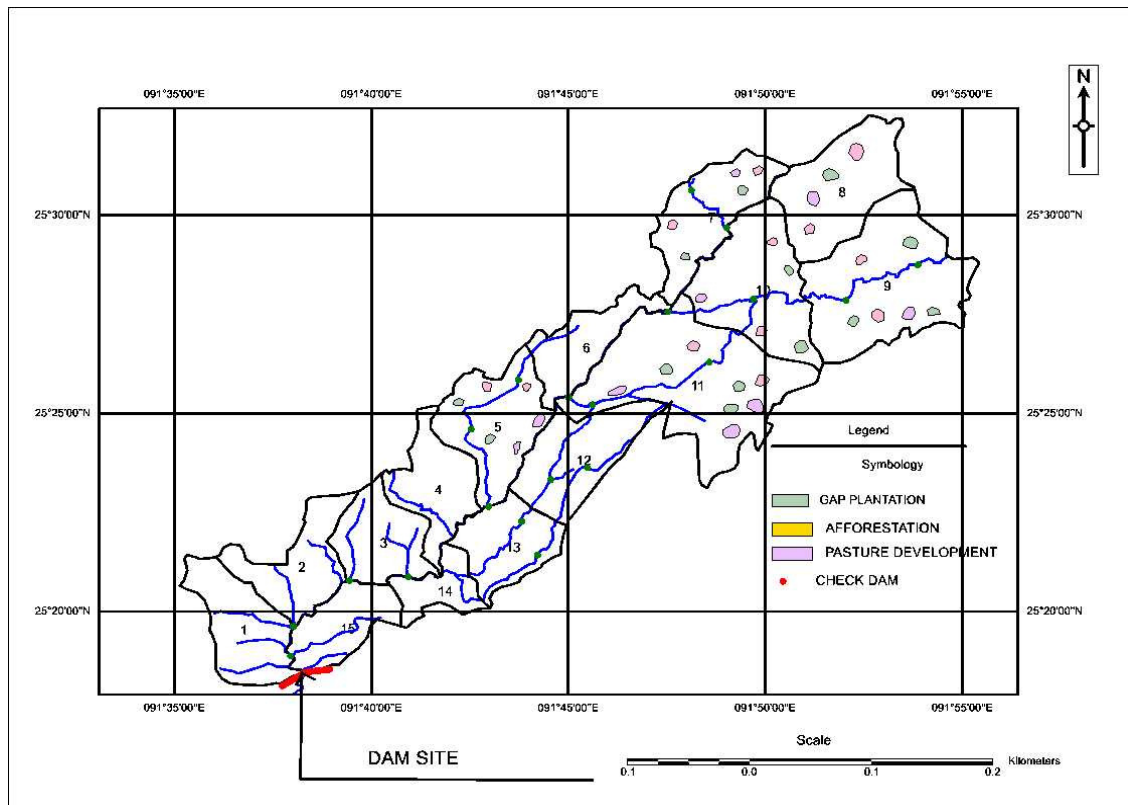 N
091°35'00"E 091°40'00"E 091°45'00"E 091°50'00"E 091°55'00"E
8
25°30'00"N 25°30'00"N
7
10
9
6
11
25°25'00"N 25°25'00"N
5
Legend
12
Symbology
4
GAP PLANTATION
AFFORESTATION
3
13
PASTURE DEVELOPMENT
2
CHECK DAM
14
25°20'00"N 25°20'00"N
1
15
091°35'00"E 091°40'00"E 091°45'00"E 091°50'00"E 091°55'00"E
Scale
DAM SITE
Kilometers
0.1 0.0 0.1 0.2